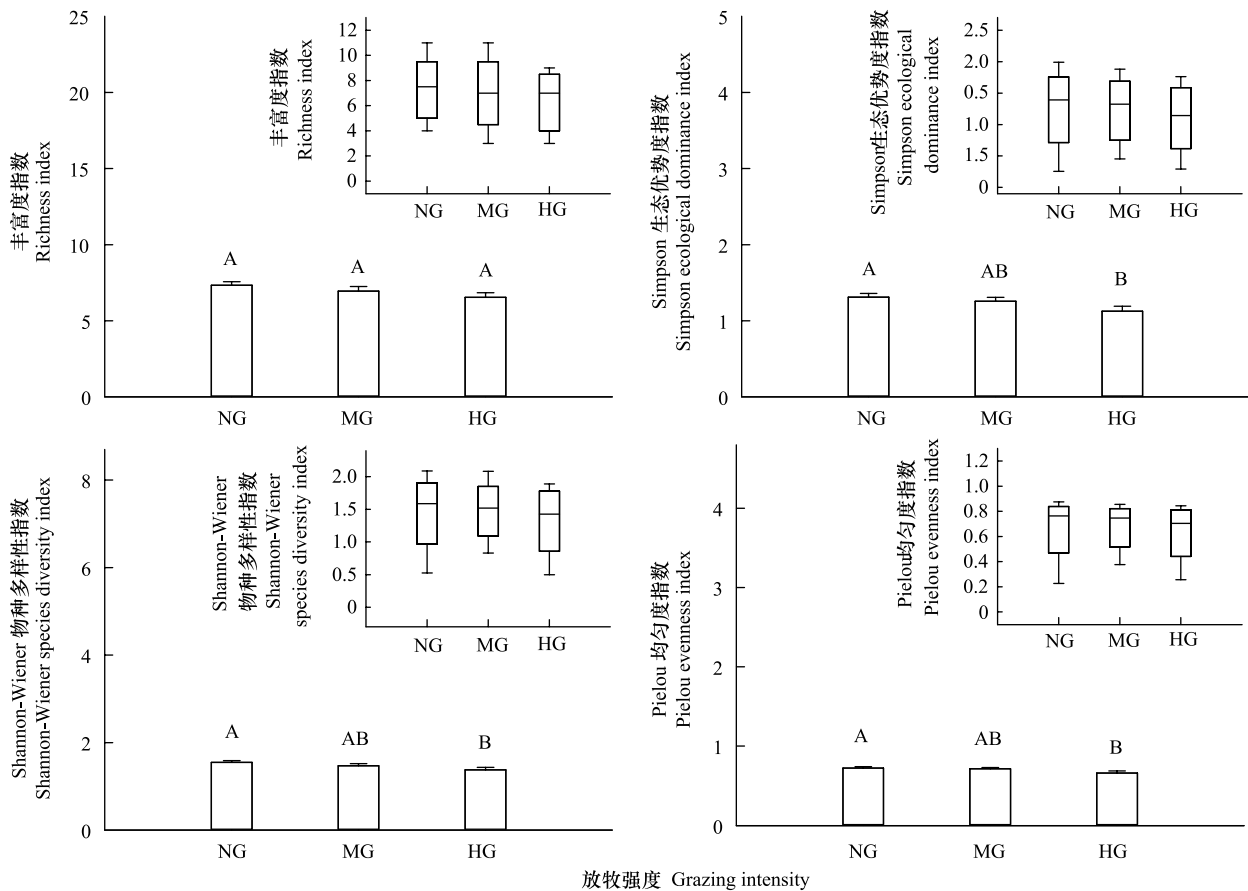 丰富度指数
Richness index
25
20
15
10
5
0
A
A
A
NG
MG
HG
丰富度指数
Richness index
12
10
8
6
4
2
0
NG
MG
HG
Simpson 生态优势度指数
Simpson ecological dominance index
5
4
3
2
1
0
A
AB
B
NG
MG
HG
Simpson生态优势度指数
Simpson ecological
dominance index
2.5
2.0
0.5
1.0
1.5
0
NG
MG
HG
Shannon-Wiener 物种多样性指数
Shannon-Wiener species diversity index
8
6
4
2
0
A
AB
B
NG
MG
HG
Shannon-Wiener
物种多样性指数
Shannon-Wiener
species diversity index
2.0
1.5
1.0
0.5
0
NG
MG
HG
Pielou 均匀度指数
Pielou evenness index
4
3
2
1
0
A
AB
B
NG
MG
HG
Pielou均匀度指数
Pielou evenness index
1.2
1.0
0.8
0.6
0.4
0.2
0
NG
MG
HG
放牧强度 Grazing intensity